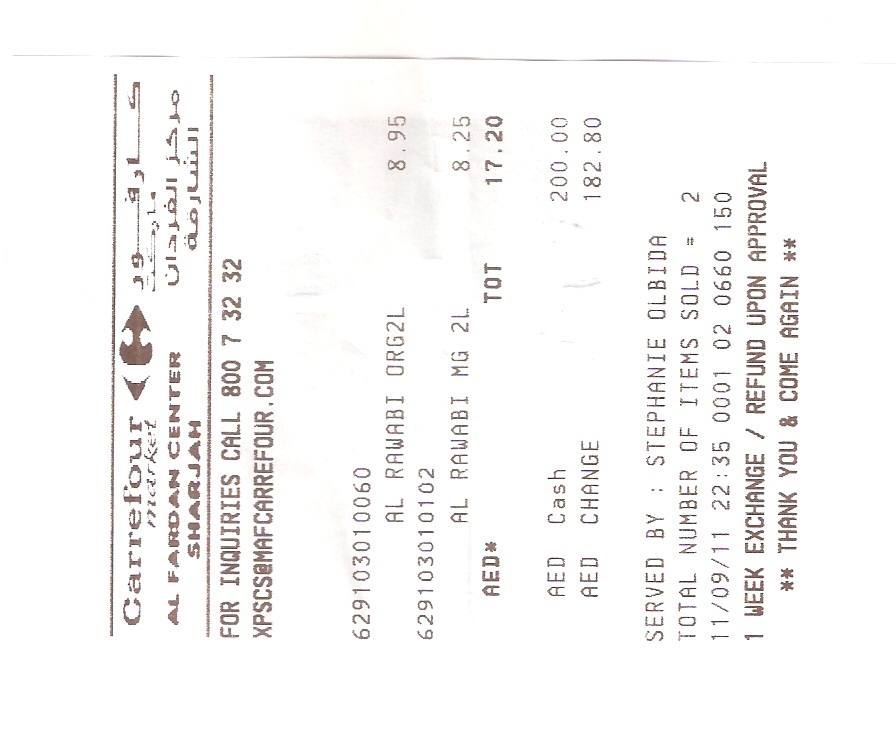 Carrefour كارفور
market ماركت
AL FARDAN CENTER مركز الفردان
SHARJAH الشارقة
FOR INQUIRIES CALL 800 7 32 32
XPSCS@MAFCARREFOUR.COM
6291030010060
AL RAWABI ORG2L 8.95
6291030010102
AL RAWABI MG 2L 8.25
AED* TOT 17.20
AED Cash 200.00
AED CHANGE 182.80
SERVED BY : STEPHANIE OLBIDA
TOTAL NUMBER OF ITEMS SOLD = 2
11/09/11 22:35 0001 02 0660 150
1 WEEK EXCHANGE / REFUND UPON APPROVAL
** THANK YOU & COME AGAIN **